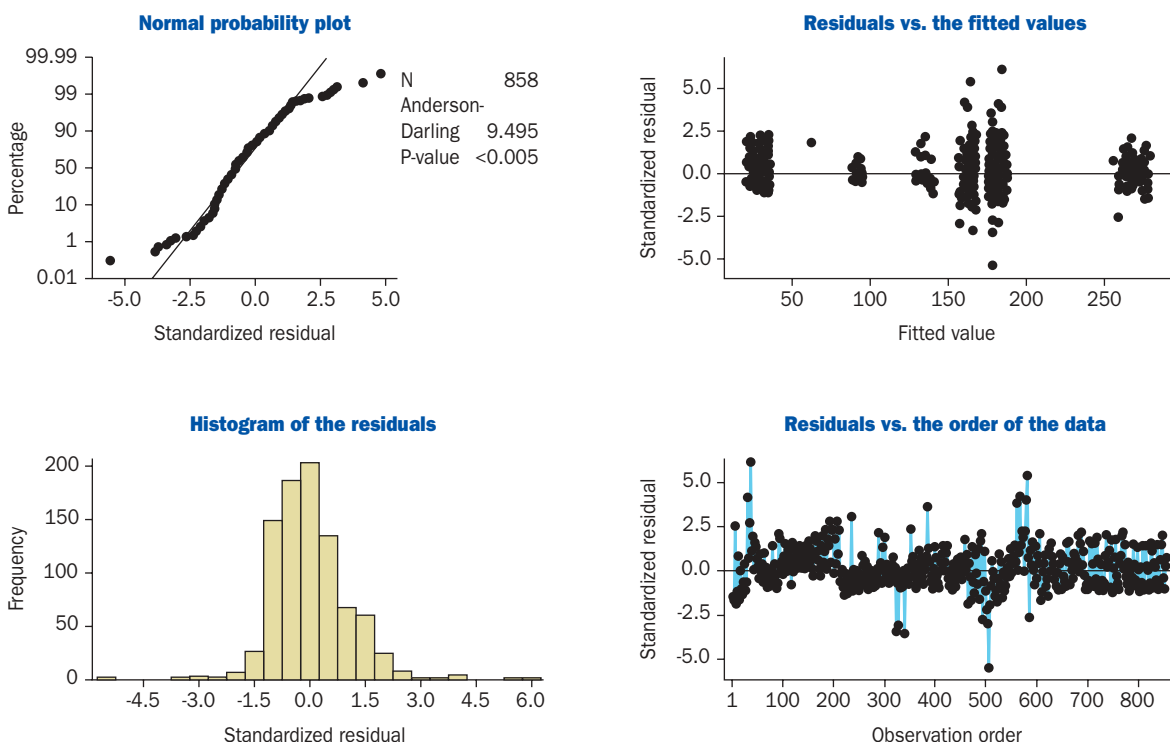 Normal probability plot
99.99
99
90
50
10
1
0.01
Percentage
-5.0 -2.5 0.0 2.5 5.0
Standardized residual
N 858
Anderson-
Darling 9.495
P-value <0.005
Residuals vs. the fitted values
5.0
2.5
0.0
-2.5
-5.0
Standardized residual
50 100 150 200 250
Fitted value
Histogram of the residuals
200
150
100
50
0
Frequency
-4.5 -3.0 -1.5 0.0 1.5 3.0 4.5 6.0
Standardized residual
Residuals vs. the order of the data
5.0
2.5
0.0
-2.5
-5.0
Standardized residual
1 100 200 300 400 500 600 700 800
Observation order